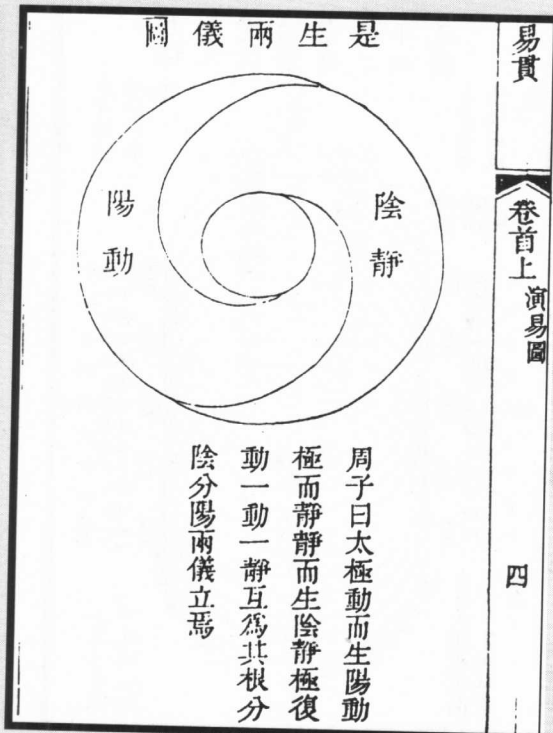 易貫
卷首上 演易圖
四
是生兩儀圖
陰靜
陽動
周子曰太極動而生陽動
極而靜靜而生陰靜極復
動一動一靜互爲其根分
陰分陽兩儀立焉